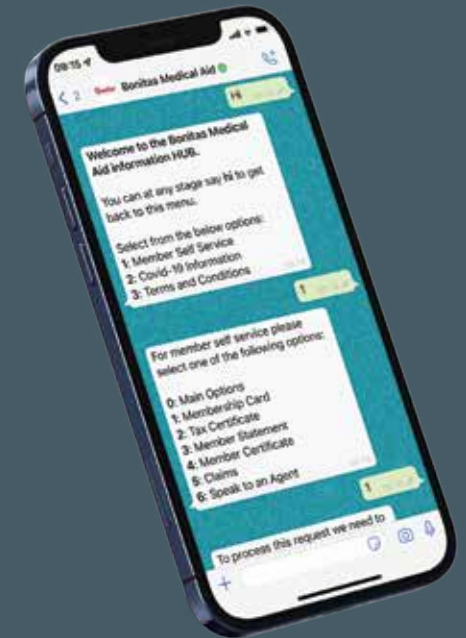 09:15
2 Bonitas Medical Aid
Hi
Welcome to the Bonitas Medical
Aid information HUB.
You can at any stage say hi to get
back to this menu.
Select from the below options:
1: Member Self Service
2: Covid-19 Information
3: Terms and Conditions
1
For member self service please
select one of the following options:
0: Main Options
1: Membership Card
2: Tax Certificate
3: Member Statement
4: Member Certificate
5: Claims
6: Speak to an Agent
1
To process this request we need to